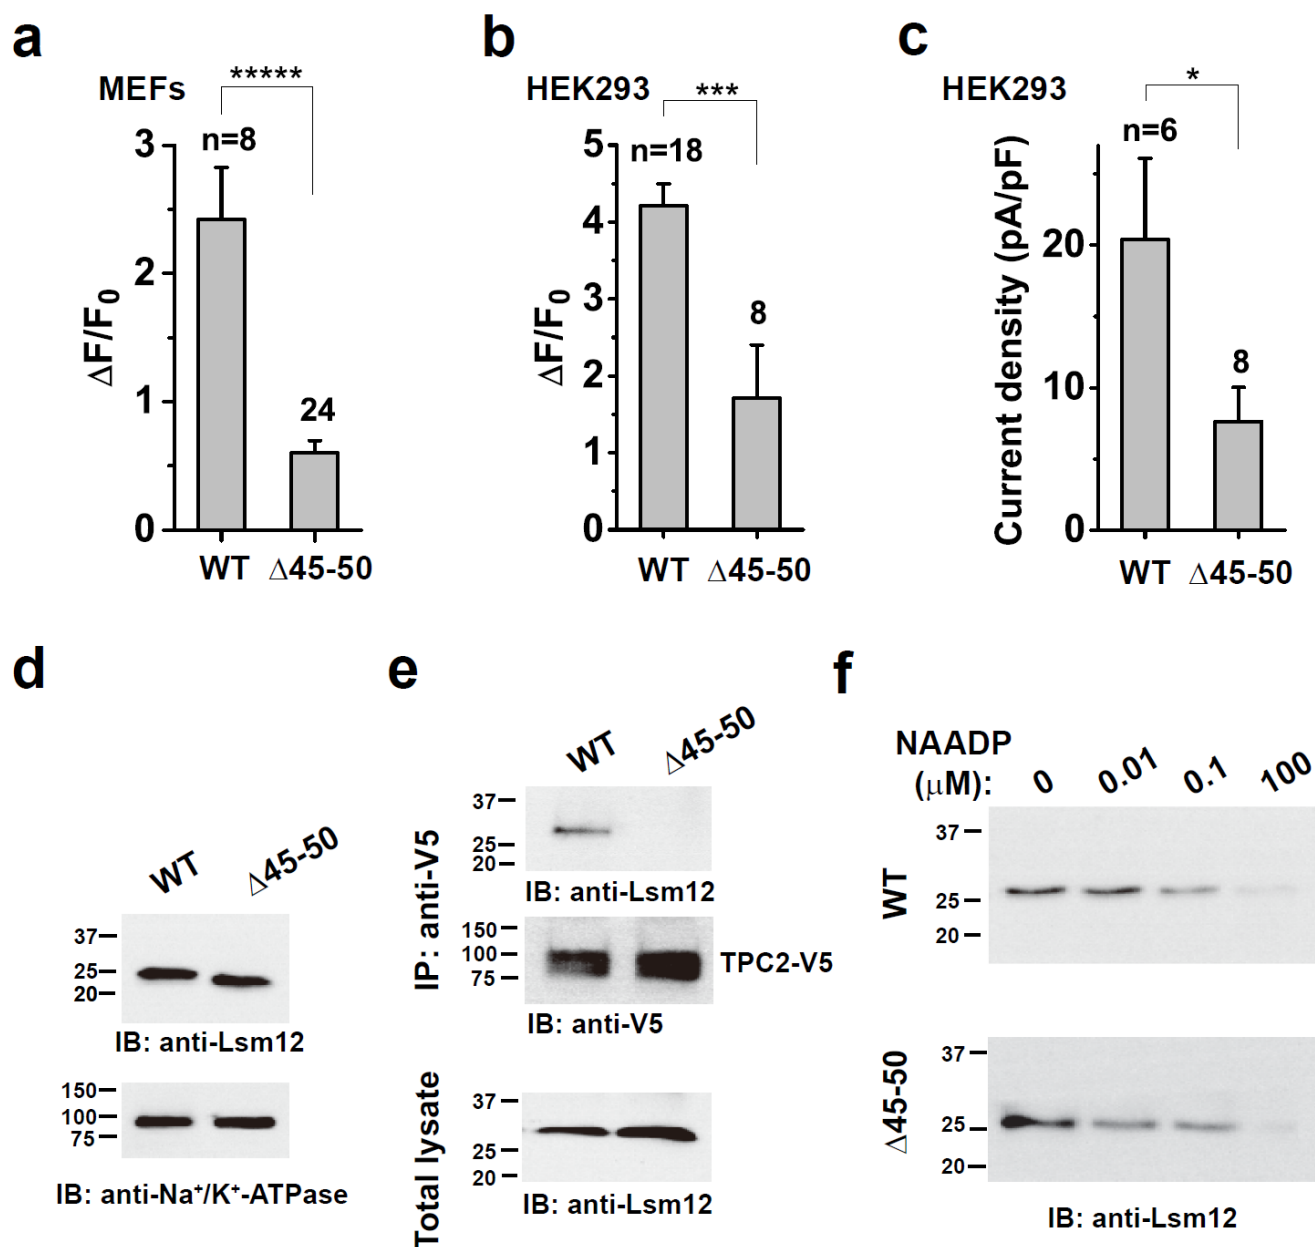 a
MEFs
*****
n=8
24
3
2
1
0
ΔF/F0
WT Δ45-50
b
HEK293
***
n=18
8
5
4
3
2
1
0
ΔF/F0
WT Δ45-50
c
HEK293
*
n=6
8
20
10
0
Current density (pA/pF)
WT Δ45-50
d
WT Δ45-50
37
25
20
IB: anti-Lsm12
150
100
75
IB: anti-Na+/K+-ATPase
e
WT Δ45-50
IP: anti-V5
37
25
20
IB: anti-Lsm12
150
100
75
TPC2-V5
IB: anti-V5
Total lysate
37
25
20
IB: anti-Lsm12
f
NAADP
(μM): 0 0.01 0.1 100
WT
37
25
20
Δ45-50
37
25
20
IB: anti-Lsm12